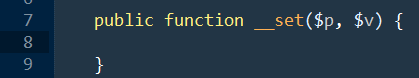 7 public function __set($p, $v) {
8
9 }